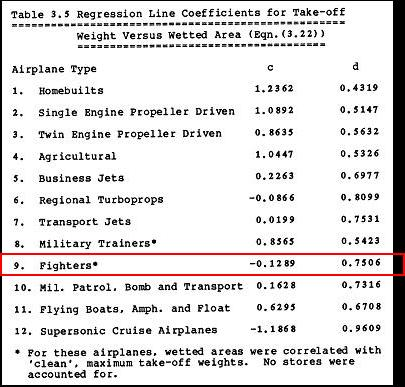 Table 3.5 Regression Line Coefficients for Take-off
Weight Versus Wetted Area (Eqn.(3.22))
Airplane Type c d
1. Homebuilts 1.2362 0.4319
2. Single Engine Propeller Driven 1.0892 0.5147
3. Twin Engine Propeller Driven 0.8635 0.5632
4. Agricultural 1.0447 0.5326
5. Business Jets 0.2263 0.6977
6. Regional Turboprops -0.0866 0.8099
7. Transport Jets 0.0199 0.7531
8. Military Trainers* 0.8565 0.5423
9. Fighters* -0.1289 0.7506
10. Mil. Patrol, Bomb and Transport 0.1628 0.7316
11. Flying Boats, Amph. and Float 0.6295 0.6708
12. Supersonic Cruise Airplanes -1.1868 0.9609
* For these airplanes, wetted areas were correlated with
'clean', maximum take-off weights. No stores were
accounted for.